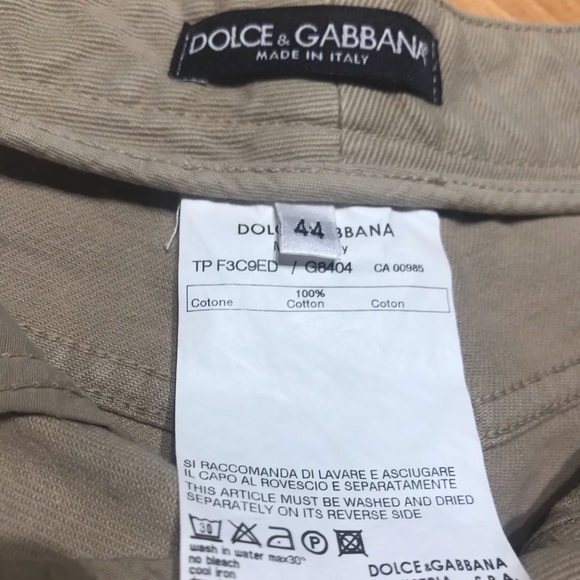 DOLCE & GABBANA
MADE IN ITALY
44
DOL BBANA
TP F3C9ED / G8404 CA 00985
100%
Cotone Cotton Coton
SI RACCOMANDA DI LAVARE E ASCIUGARE
IL CAPO AL ROVESCIO E SEPARATAMENTE
THIS ARTICLE MUST BE WASHED AND DRIED
SEPARATELY ON ITS REVERSE SIDE
30 A P
wash in water max30°
no bleach
cool iron
DOLCE&GABBANA